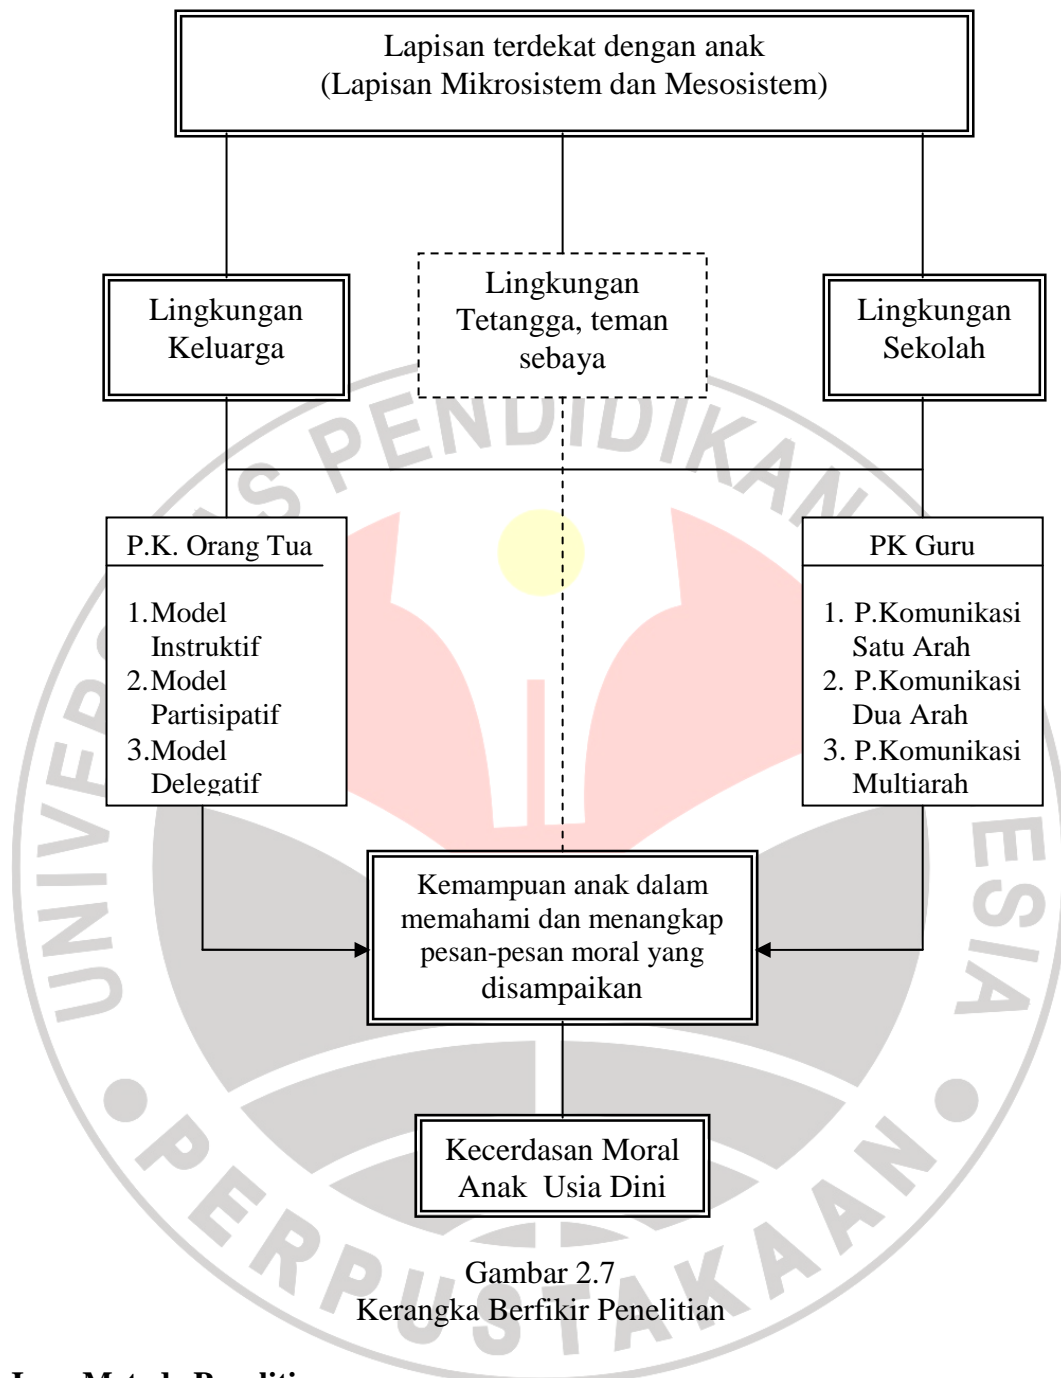 Lapisan terdekat dengan anak
(Lapisan Mikrosistem dan Mesosistem)
Lingkungan
Keluarga
Lingkungan
Tetangga, teman
sebaya
Lingkungan
Sekolah
P.K. Orang Tua
1.Model
Instruktif
2.Model
Partisipatif
3.Model
Delegatif
PK Guru
1. P.Komunikasi
Satu Arah
2. P.Komunikasi
Dua Arah
3. P.Komunikasi
Multiarah
Kemampuan anak dalam
memahami dan menangkap
pesan-pesan moral yang
disampaikan
Kecerdasan Moral
Anak Usia Dini
Gambar 2.7
Kerangka Berfikir Penelitian
PENDIDIKAN
PERPUSTAKAAN